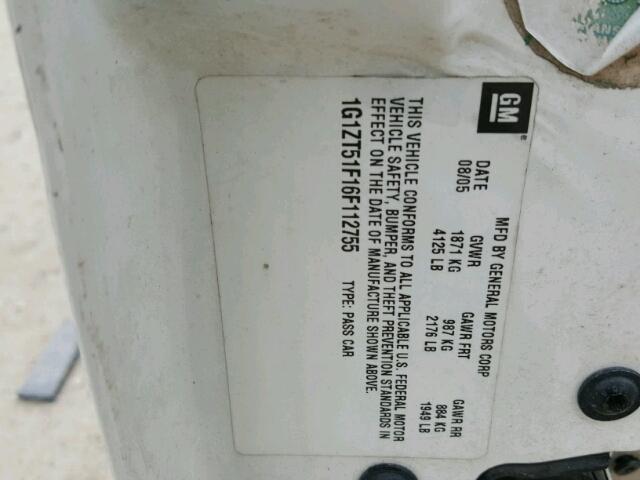 GM
MFD BY GENERAL MOTORS CORP
DATE GVWR GAWR FRT GAWR RR
08/05 1871 KG 987 KG 884 KG
4125 LB 2176 LB 1949 LB
THIS VEHICLE CONFORMS TO ALL APPLICABLE U.S. FEDERAL MOTOR
VEHICLE SAFETY, BUMPER, AND THEFT PREVENTION STANDARDS IN
EFFECT ON THE DATE OF MANUFACTURE SHOWN ABOVE.
1G1ZT51F16F112755 TYPE: PASS CAR